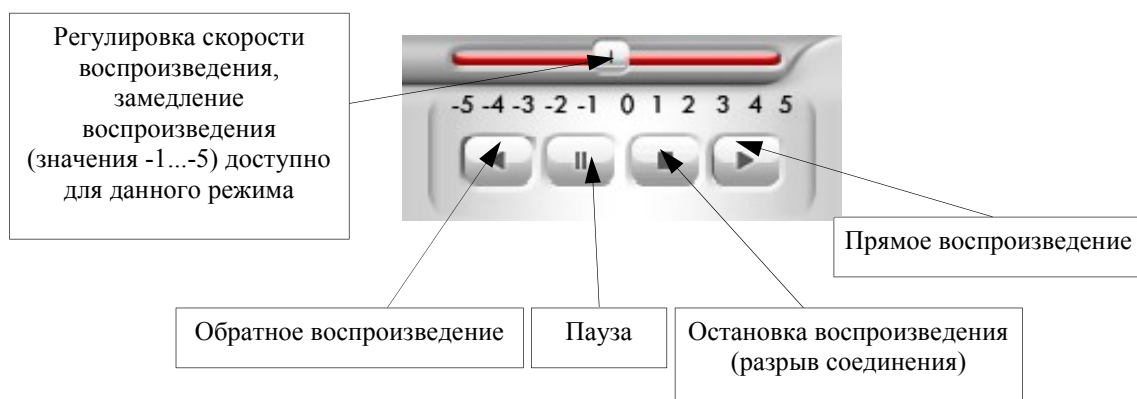 Регулировка скорости
воспроизведения,
замедление
воспроизведения
(значения -1...-5) доступно
для данного режима
-5 -4 -3 -2 -1 0 1 2 3 4 5
Прямое воспроизведение
Обратное воспроизведение
Пауза
Остановка воспроизведения
(разрыв соединения)